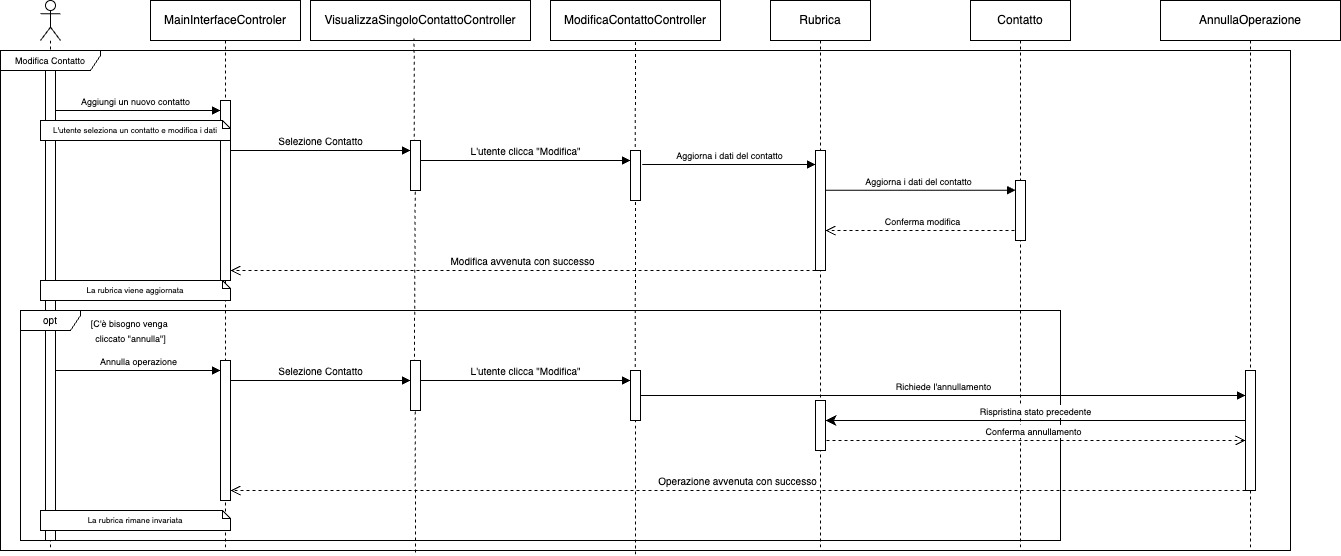 MainInterfaceControler
VisualizzaSingoloContattoController
ModificaContattoController
Rubrica
Contatto
AnnullaOperazione
Modifica Contatto
Aggiungi un nuovo contatto
L'utente seleziona un contatto e modifica i dati
Selezione Contatto
L'utente clicca "Modifica"
Aggiorna i dati del contatto
Aggiorna i dati del contatto
Conferma modifica
Modifica avvenuta con successo
La rubrica viene aggiornata
opt
[C'è bisogno venga
cliccato "annulla"]
Annulla operazione
Selezione Contatto
L'utente clicca "Modifica"
Richiede l'annullamento
Rispristina stato precedente
Conferma annullamento
Operazione avvenuta con successo
La rubrica rimane invariata